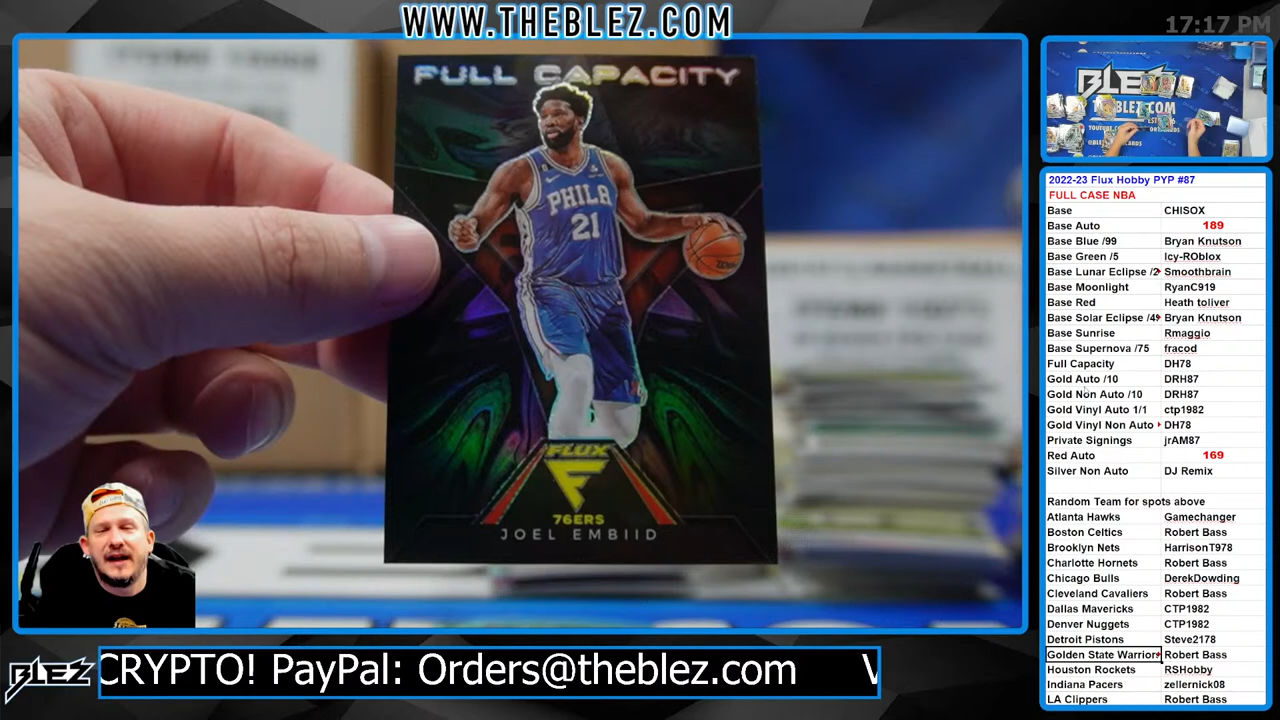 WWW.THEBLEZ.COM
17:17 PM
FULL CAPACITY
PHILA
21
FLUX
F
76ERS
JOEL EMBIID
BLEZ
THEBLEZ.COM
2022-23 Flux Hobby PYP #87
FULL CASE NBA
Base CHISOX
Base Auto 189
Base Blue /99 Bryan Knutson
Base Green /5 Icy-ROblox
Base Lunar Eclipse /2 Smoothbrain
Base Moonlight RyanC919
Base Red Heath toliver
Base Solar Eclipse /49 Bryan Knutson
Base Sunrise Rmaggio
Base Supernova /75 fracod
Full Capacity DH78
Gold Auto /10 DRH87
Gold Non Auto /10 DRH87
Gold Vinyl Auto 1/1 ctp1982
Gold Vinyl Non Auto DH78
Private Signings jrAM87
Red Auto 169
Silver Non Auto DJ Remix
Random Team for spots above
Atlanta Hawks Gamechanger
Boston Celtics Robert Bass
Brooklyn Nets HarrisonT978
Charlotte Hornets Robert Bass
Chicago Bulls DerekDowding
Cleveland Cavaliers Robert Bass
Dallas Mavericks CTP1982
Denver Nuggets CTP1982
Detroit Pistons Steve2178
Golden State Warriors Robert Bass
Houston Rockets RSHobby
Indiana Pacers zellernick08
LA Clippers Robert Bass
BLEZ
CRYPTO! PayPal: Orders@theblez.com